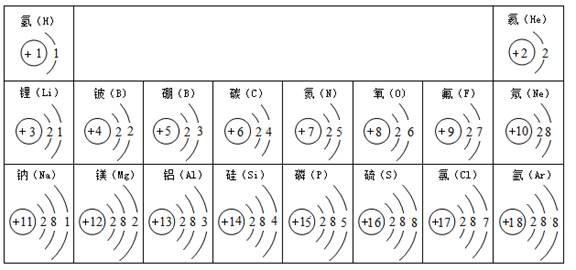 氢(H) 氦(He)
+1 1 +2 2
锂(Li) 铍(B) 硼(B) 碳(C) 氮(N) 氧(O) 氟(F) 氖(Ne)
+3 2 1 +4 2 2 +5 2 3 +6 2 4 +7 2 5 +8 2 6 +9 2 7 +10 2 8
钠(Na) 镁(Mg) 铝(Al) 硅(Si) 磷(P) 硫(S) 氯(Cl) 氩(Ar)
+11 2 8 1 +12 2 8 2 +13 2 8 3 +14 2 8 4 +15 2 8 5 +16 2 8 8 +17 2 8 7 +18 2 8 8